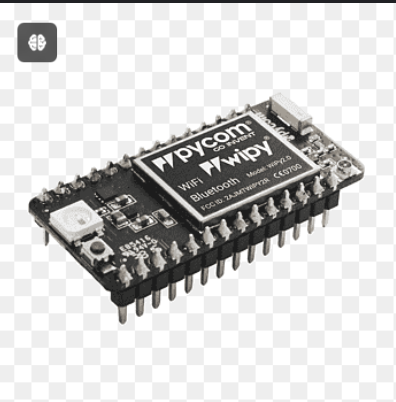 pycom®
GO INVENT
wipy®
WiFi
Model: WiPy2.0
Bluetooth
CE0700
FCC ID: 2AJMTWIPY2R